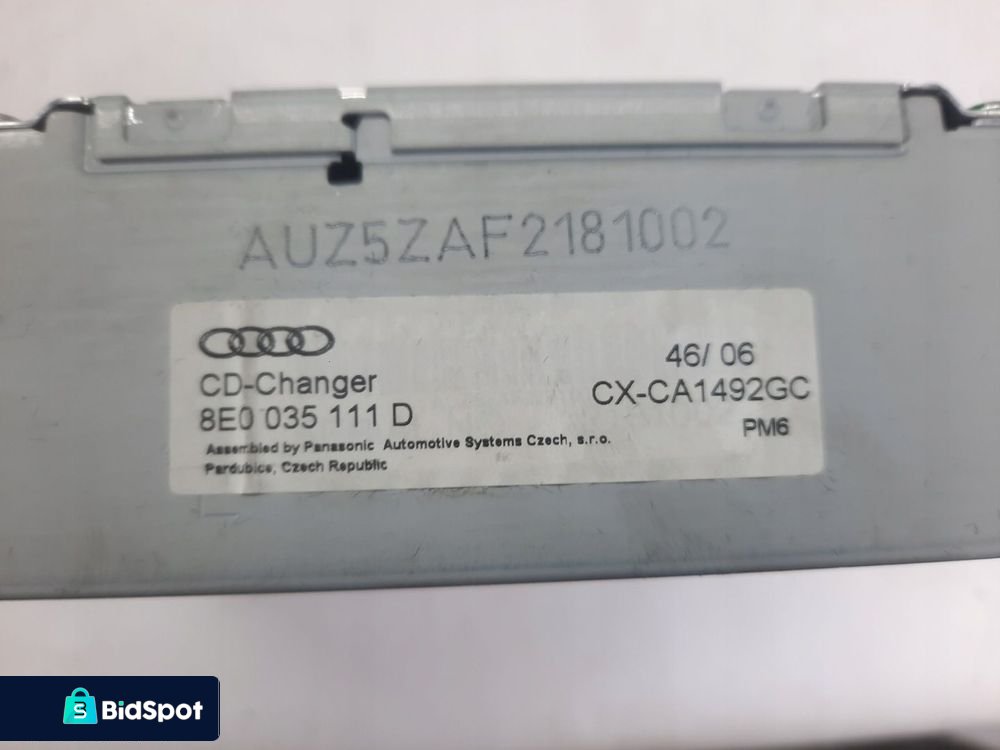 AUZ5ZAF2181002
CD-Changer
8E0 035 111 D
Assembled by Panasonic Automotive Systems Czech, s.r.o.
Pardubice, Czech Republic
46/ 06
CX-CA1492GC
PM6
BidSpot